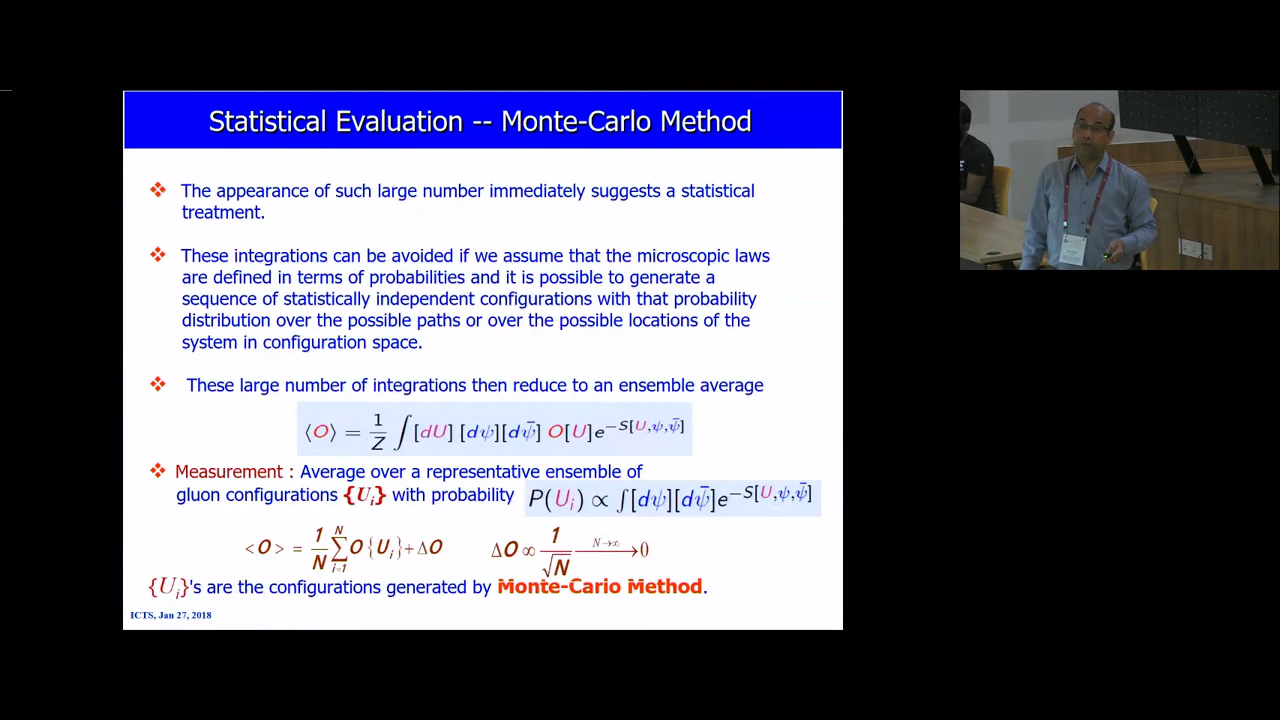 Statistical Evaluation -- Monte-Carlo Method
❖ The appearance of such large number immediately suggests a statistical
treatment.
❖ These integrations can be avoided if we assume that the microscopic laws
are defined in terms of probabilities and it is possible to generate a
sequence of statistically independent configurations with that probability
distribution over the possible paths or over the possible locations of the
system in configuration space.
❖ These large number of integrations then reduce to an ensemble average
⟨O⟩ = 1/Z ∫[dU] [dψ][dψ̄] O[U]e^{−S[U,ψ,ψ̄]}
❖ Measurement : Average over a representative ensemble of
gluon configurations {U_i} with probability P(U_i) ∝ ∫[dψ][dψ̄]e^{−S[U,ψ,ψ̄]}
<O> = 1/N ∑_{i=1}^{N} O{U_i} + ΔO ΔO ∞ 1/√N —N→∞→ 0
{U_i}'s are the configurations generated by Monte-Carlo Method.
ICTS, Jan 27, 2018